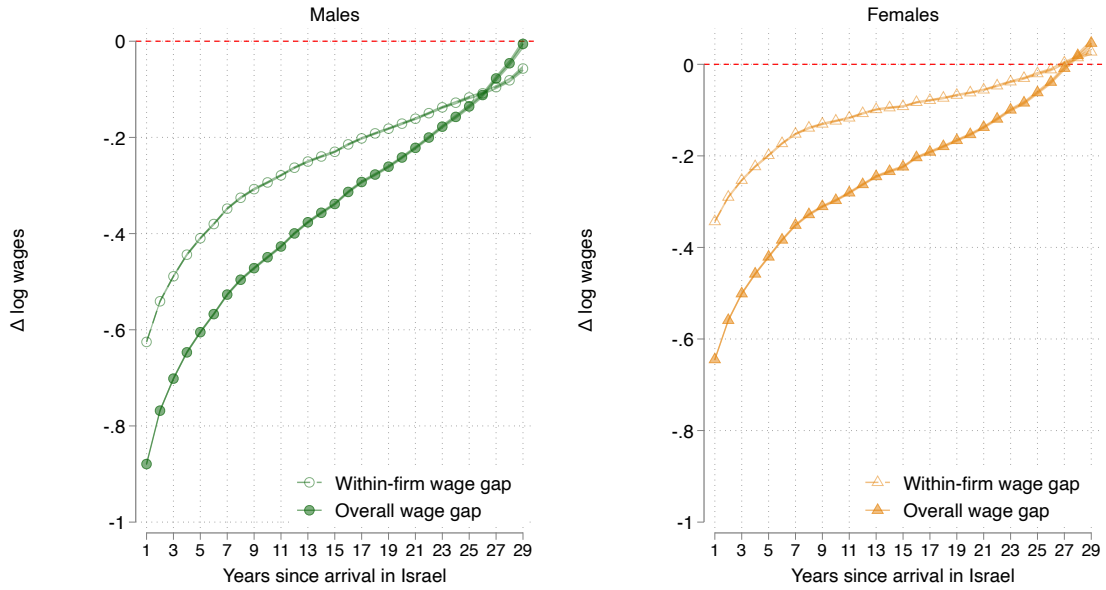 Males
0
-.2
-.4
-.6
-.8
-1
Δ log wages
Within-firm wage gap
Overall wage gap
1 3 5 7 9 11 13 15 17 19 21 23 25 27 29
Years since arrival in Israel
Females
0
-.2
-.4
-.6
-.8
-1
Δ log wages
Within-firm wage gap
Overall wage gap
1 3 5 7 9 11 13 15 17 19 21 23 25 27 29
Years since arrival in Israel